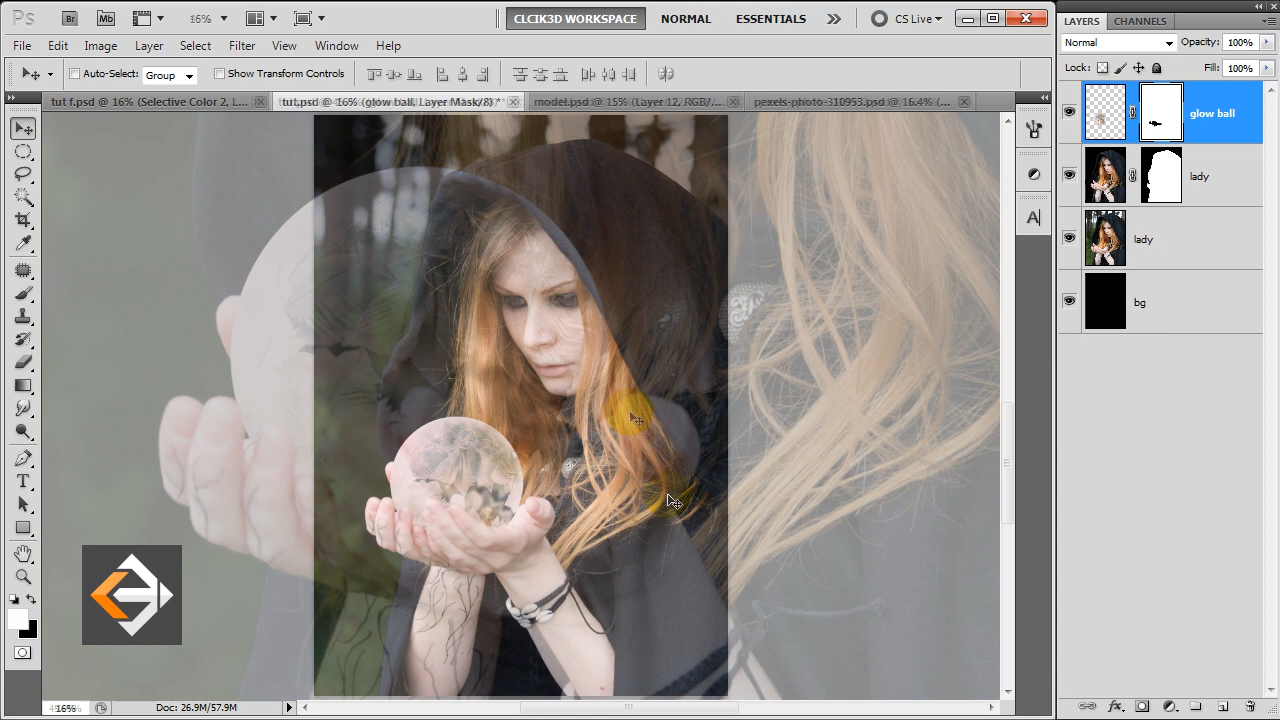 Ps Br Mb 16% CLCIK3D WORKSPACE NORMAL ESSENTIALS CS Live
File Edit Image Layer Select Filter View Window Help
Auto-Select: Group Show Transform Controls
tut f.psd @ 16% (Selective Color 2, L... tut.psd @ 16% (glow ball, Layer Mask/8) * model.psd @ 15% (Layer 12, RGB/... pexels-photo-310953.psd @ 16.4% (...
LAYERS CHANNELS
Normal Opacity: 100%
Lock: Fill: 100%
glow ball
lady
lady
bg
A
T
16% Doc: 26.9M/57.9M
fx